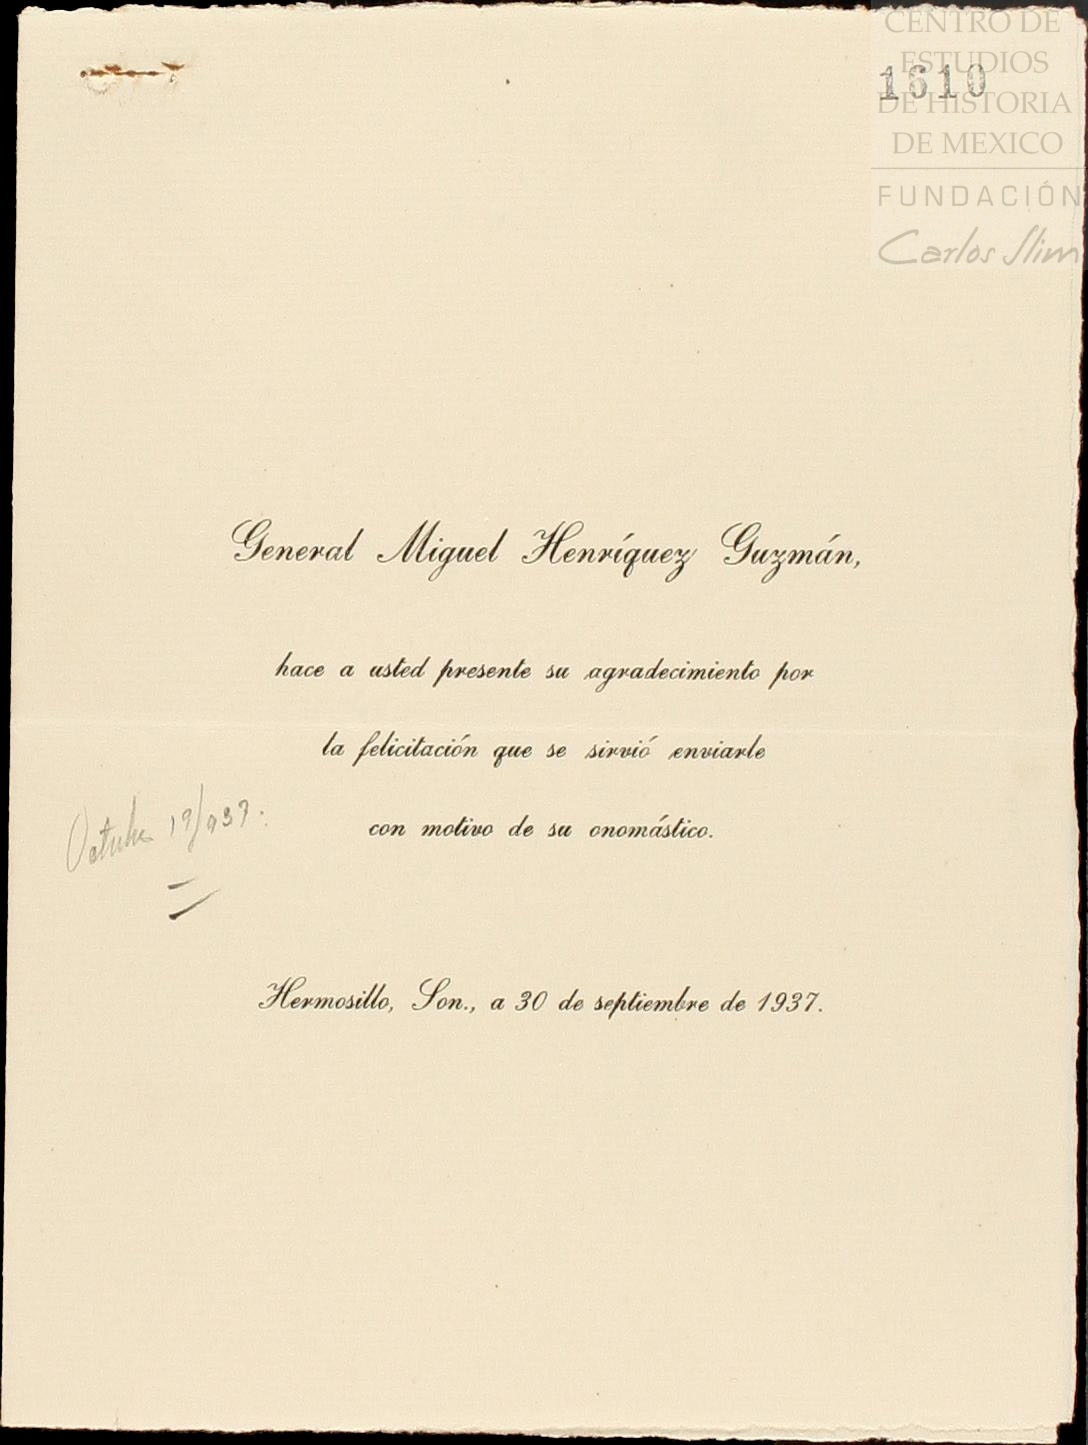 CENTRO DE
ESTUDIOS
1610
DE HISTORIA
DE MEXICO
FUNDACIÓN
Carlos Slim
General Miguel Henríquez Guzmán,
hace a usted presente su agradecimiento por
la felicitación que se sirvió enviarle
con motivo de su onomástico.
Octubre 19/937.
Hermosillo, Son., a 30 de septiembre de 1937.